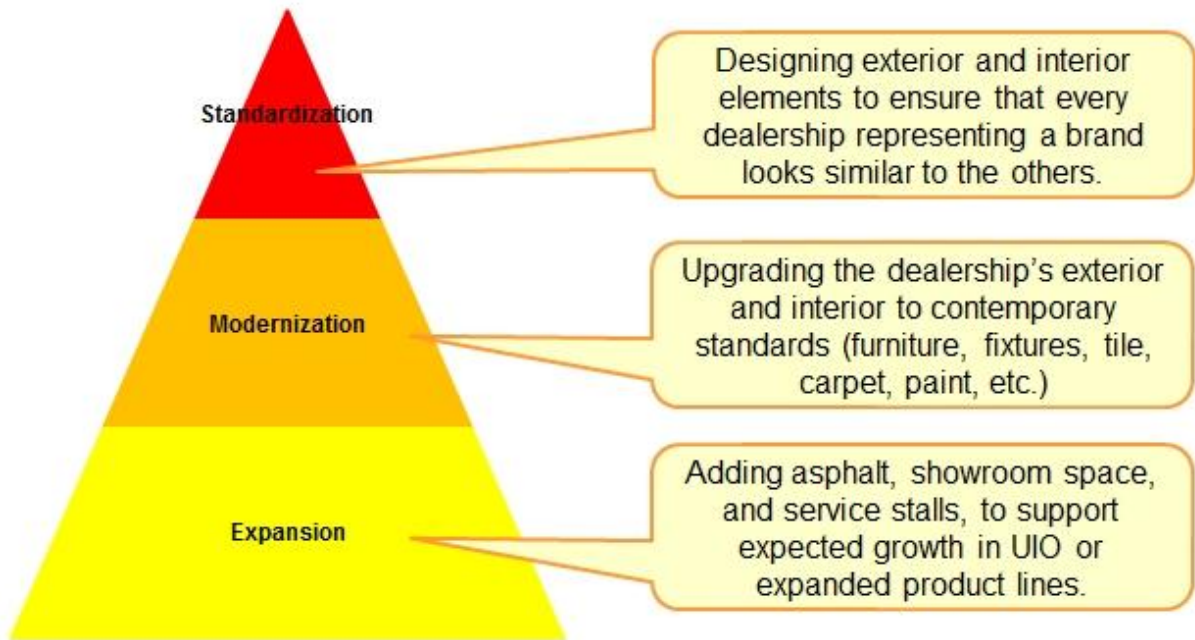 Standardization
Designing exterior and interior
elements to ensure that every
dealership representing a brand
looks similar to the others.
Modernization
Upgrading the dealership’s exterior
and interior to contemporary
standards (furniture, fixtures, tile,
carpet, paint, etc.)
Expansion
Adding asphalt, showroom space,
and service stalls, to support
expected growth in UIO or
expanded product lines.